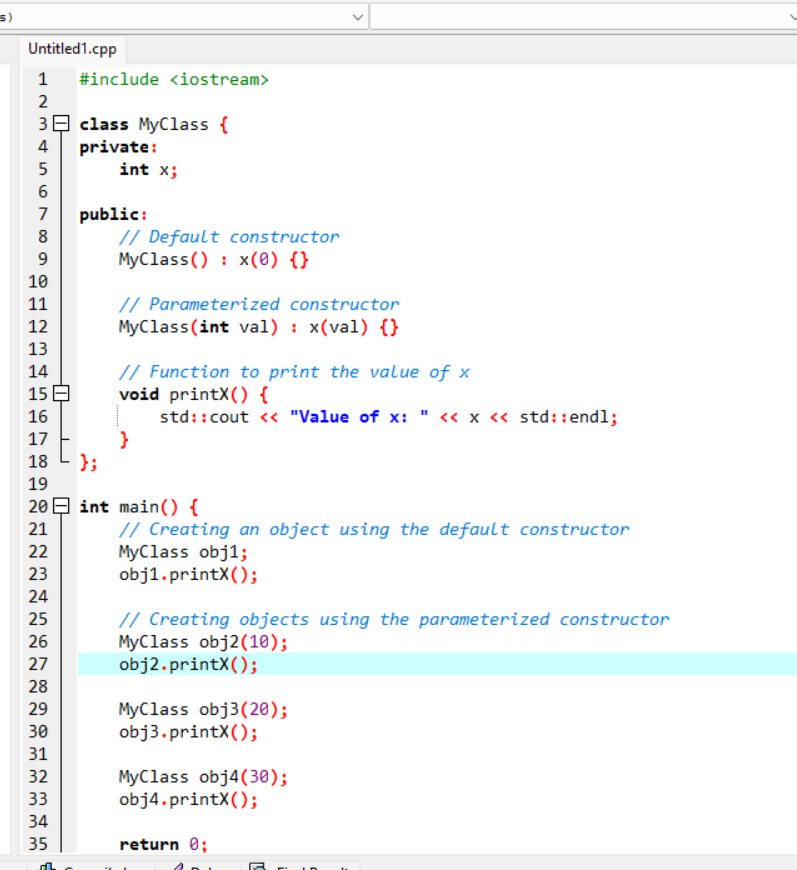 s)
Untitled1.cpp
1 #include <iostream>
2
3 class MyClass {
4 private:
5     int x;
6
7 public:
8     // Default constructor
9     MyClass() : x(0) {}
10
11     // Parameterized constructor
12     MyClass(int val) : x(val) {}
13
14     // Function to print the value of x
15     void printX() {
16         std::cout << "Value of x: " << x << std::endl;
17     }
18 };
19
20 int main() {
21     // Creating an object using the default constructor
22     MyClass obj1;
23     obj1.printX();
24
25     // Creating objects using the parameterized constructor
26     MyClass obj2(10);
27     obj2.printX();
28
29     MyClass obj3(20);
30     obj3.printX();
31
32     MyClass obj4(30);
33     obj4.printX();
34
35     return 0;